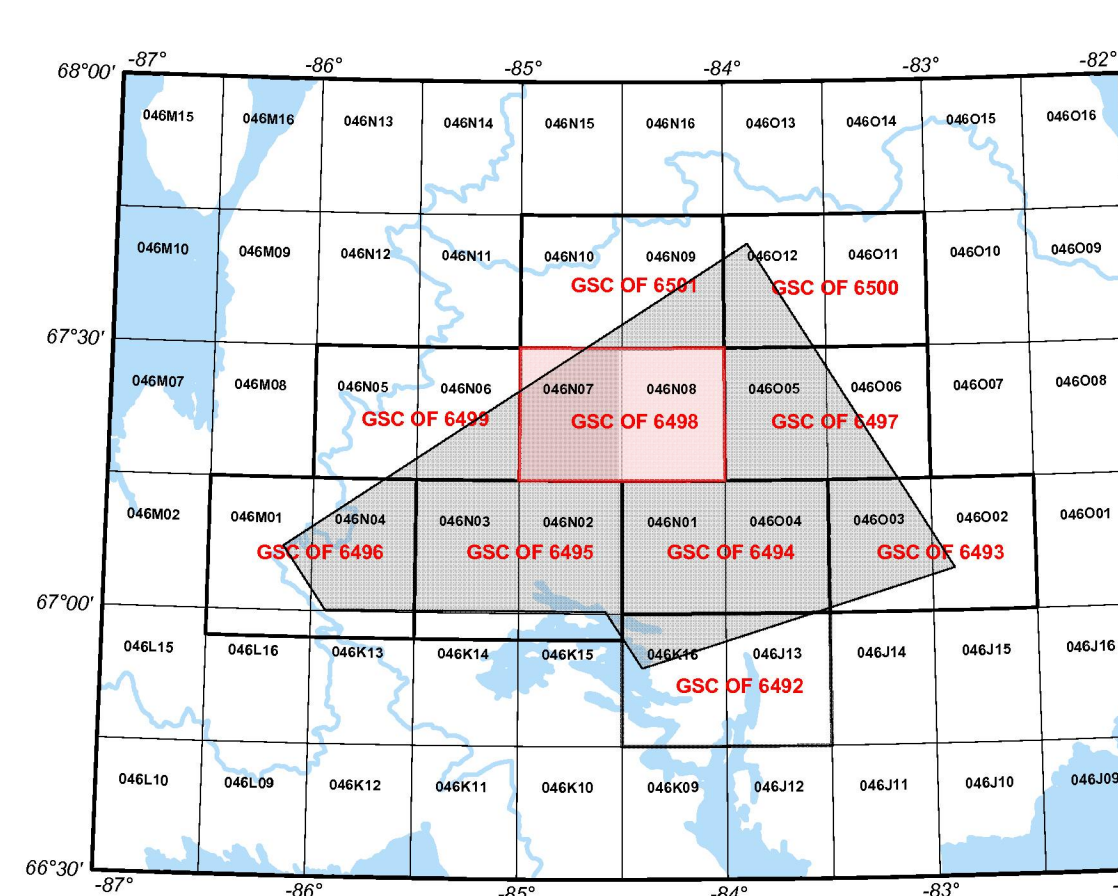 -87° -86° -85° -84° -83° -82°
68°00'
046M15 046M16 046N13 046N14 046N15 046N16 046O13 046O14 046O15 046O16
046M10 046M09 046N12 046N11 046N10 046N09 046O12 046O11 046O10 046O09
GSC OF 6501 GSC OF 6500
67°30'
046M07 046M08 046N05 046N06 046N07 046N08 046O05 046O06 046O07 046O08
GSC OF 6499 GSC OF 6498 GSC OF 6497
046M02 046M01 046N04 046N03 046N02 046N01 046O04 046O03 046O02 046O01
GSC OF 6496 GSC OF 6495 GSC OF 6494 GSC OF 6493
67°00'
046L15 046L16 046K13 046K14 046K15 046K16 046J13 046J14 046J15 046J16
GSC OF 6492
046L10 046L09 046K12 046K11 046K10 046K09 046J12 046J11 046J10 046J09
66°30'
-87° -86° -85° -84° -83°